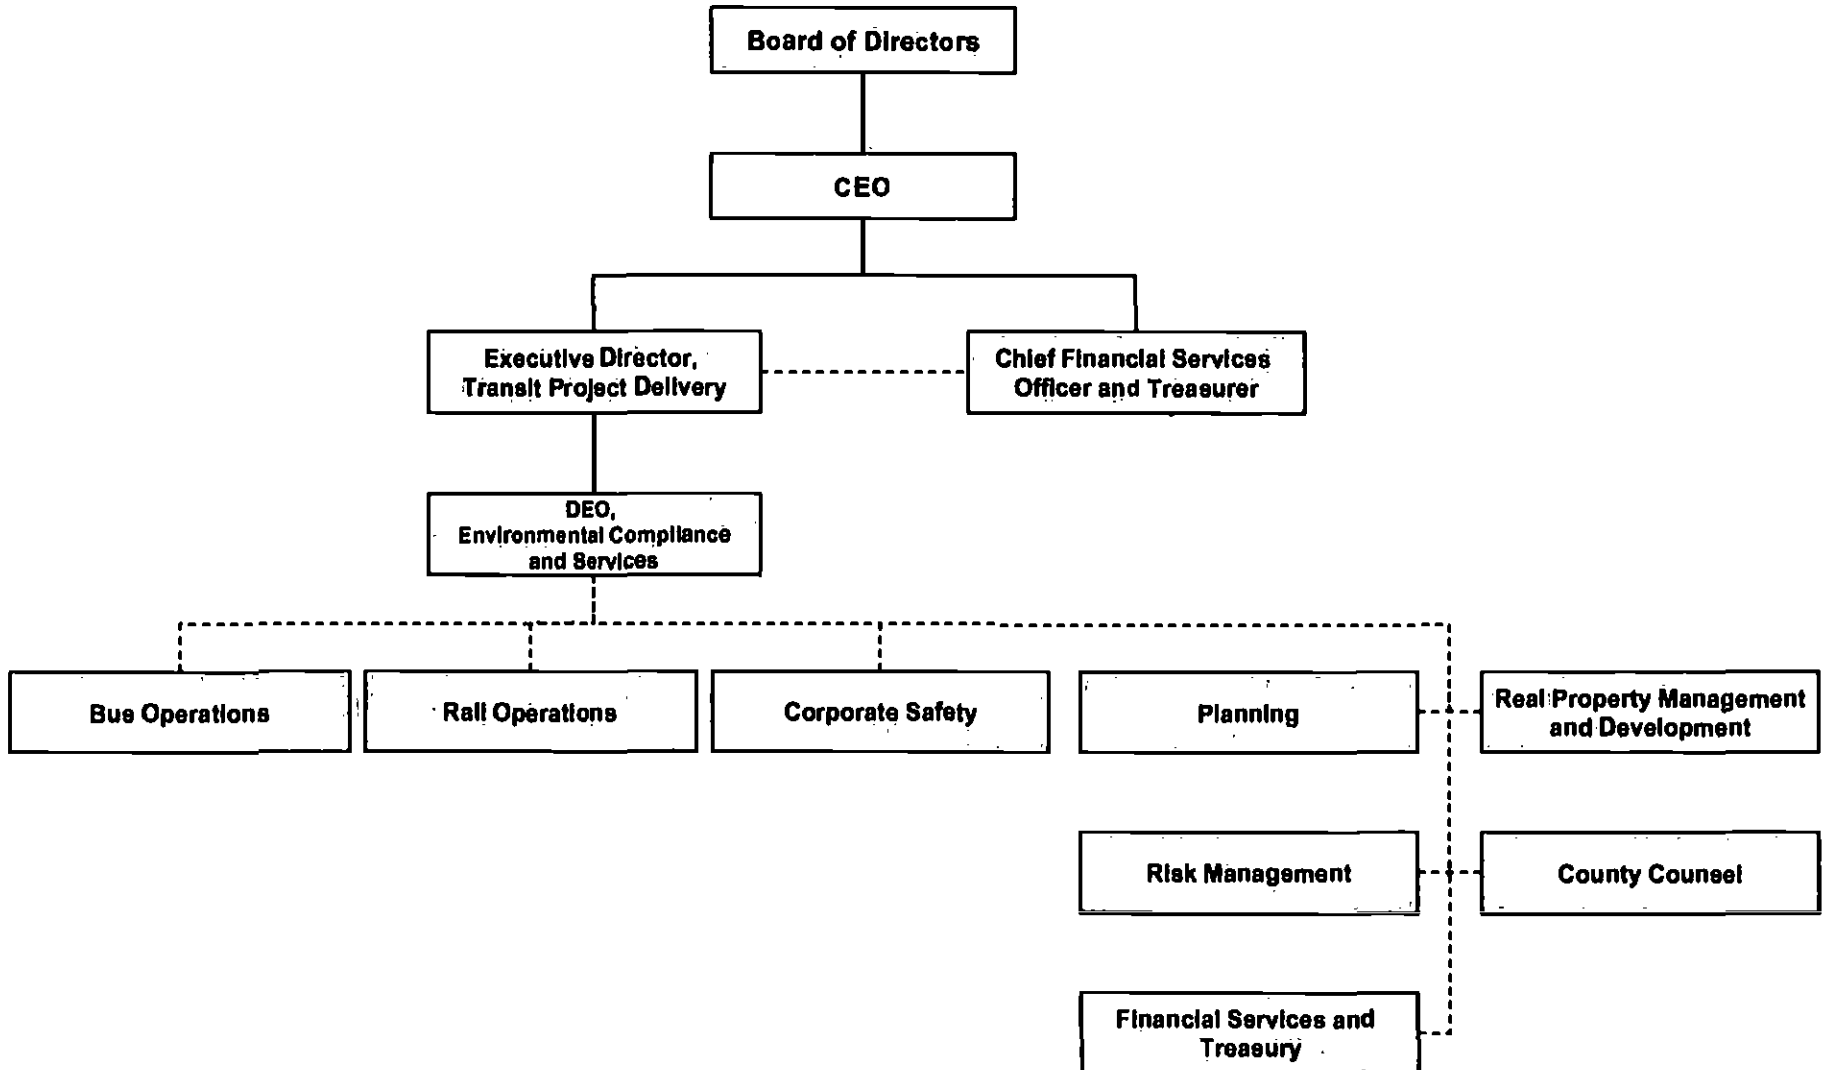 Board of Directors
CEO
Executive Director,
Transit Project Delivery
Chief Financial Services
Officer and Treasurer
DEO,
Environmental Compliance
and Services
Bus Operations
Rail Operations
Corporate Safety
Planning
Real Property Management
and Development
Risk Management
County Counsel
Financial Services and
Treasury